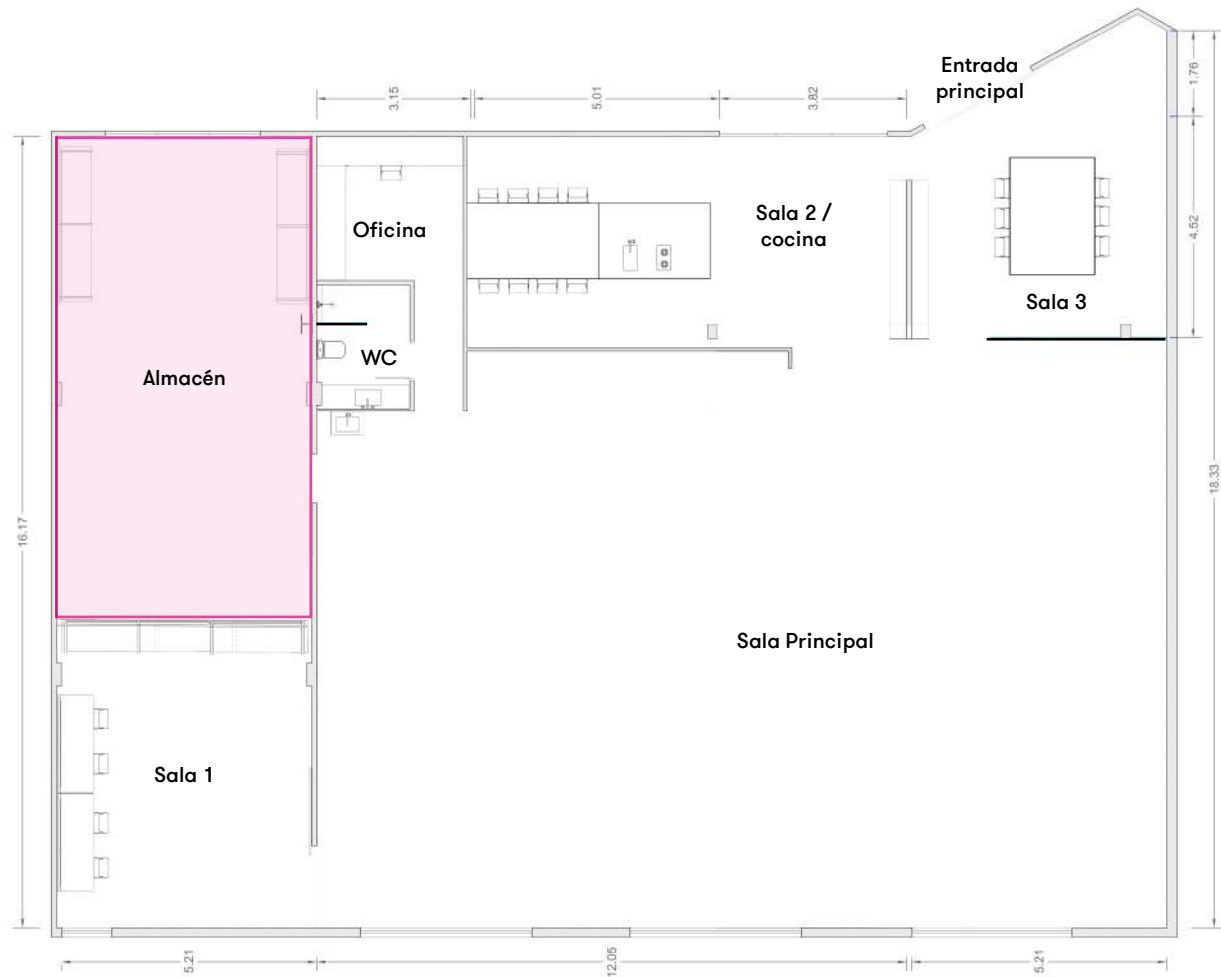 Entrada
principal
1.76
3.15
5.01
3.82
Sala 2 /
cocina
Oficina
4.52
Sala 3
WC
Almacén
18.33
16.17
Sala Principal
Sala 1
5.21
12.05
5.21